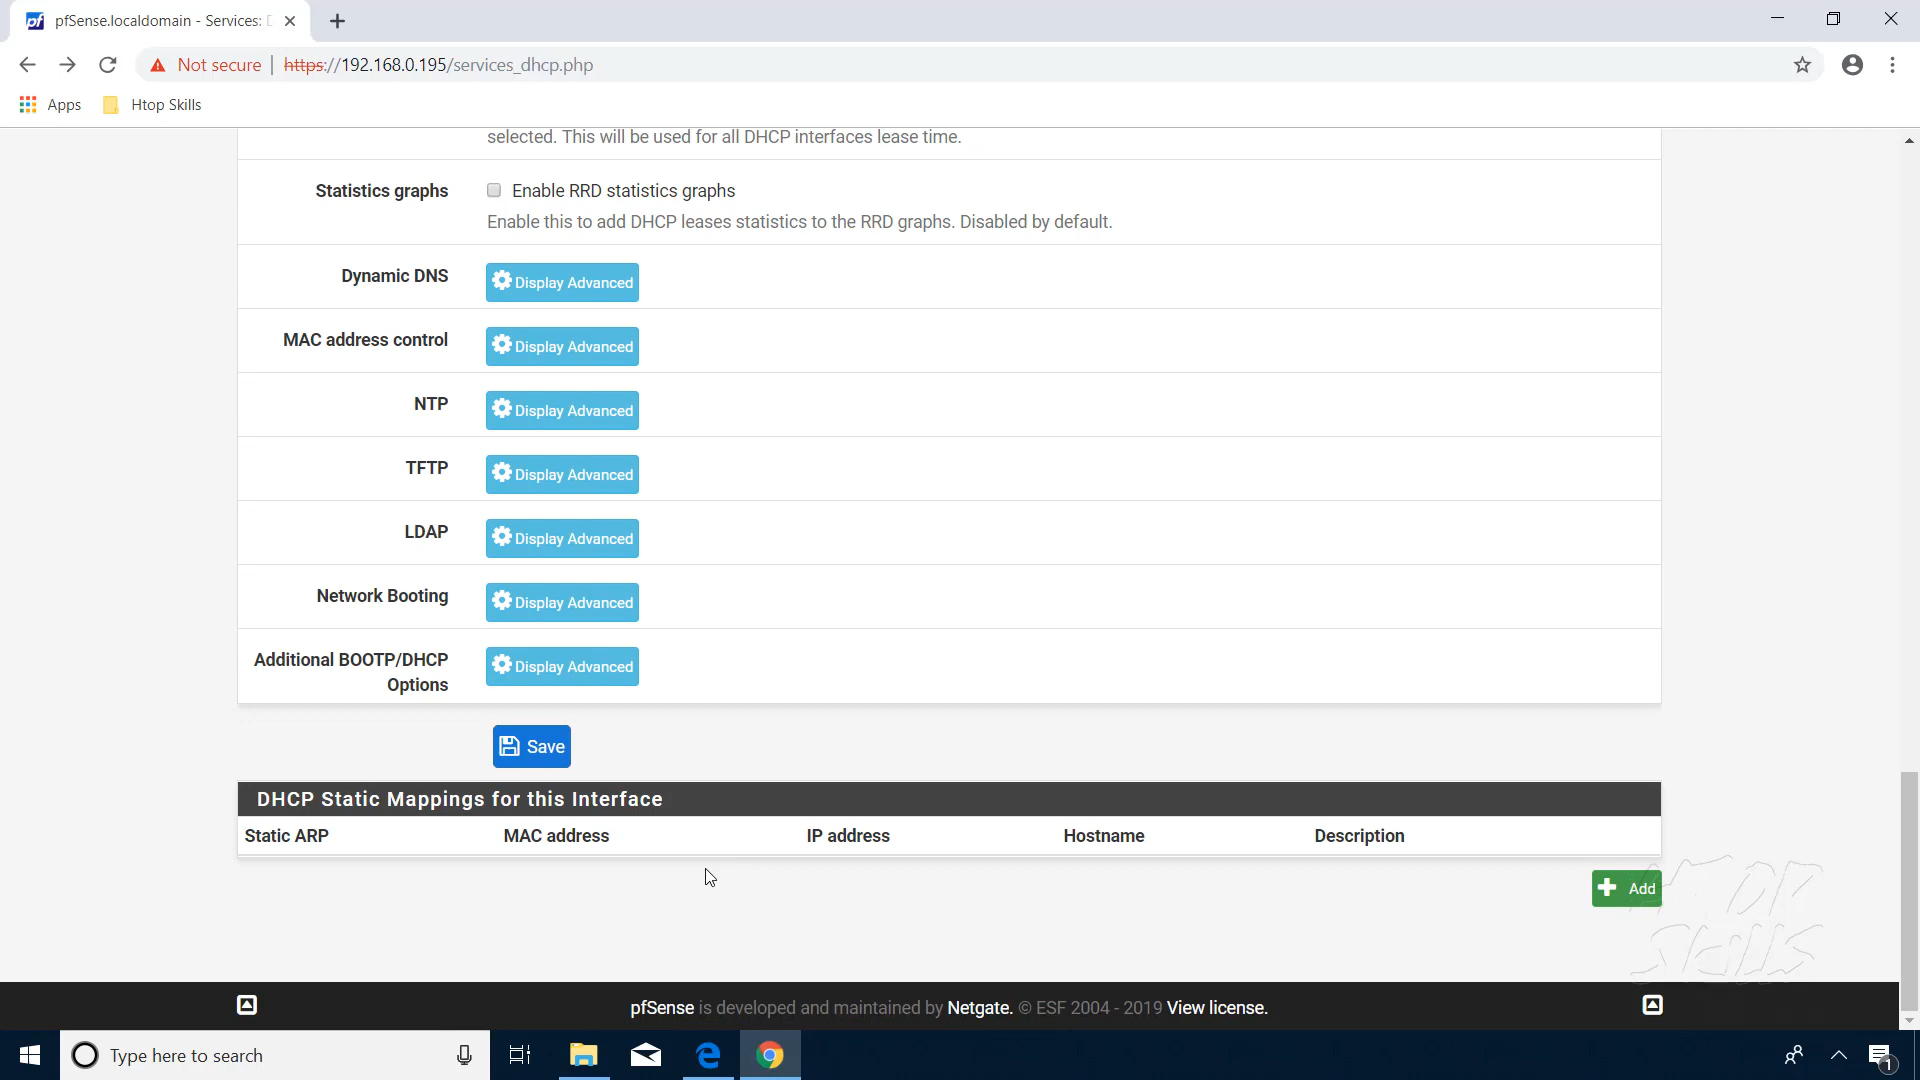 pfSense.localdomain - Services: D
Not secure | https://192.168.0.195/services_dhcp.php
Apps Htop Skills
selected. This will be used for all DHCP interfaces lease time.
Statistics graphs Enable RRD statistics graphs
Enable this to add DHCP leases statistics to the RRD graphs. Disabled by default.
Dynamic DNS Display Advanced
MAC address control Display Advanced
NTP Display Advanced
TFTP Display Advanced
LDAP Display Advanced
Network Booting Display Advanced
Additional BOOTP/DHCP Display Advanced
Options
Save
DHCP Static Mappings for this Interface
Static ARP MAC address IP address Hostname Description
Add
HTOP
SKILLS
pfSense is developed and maintained by Netgate. © ESF 2004 - 2019 View license.
Type here to search
1